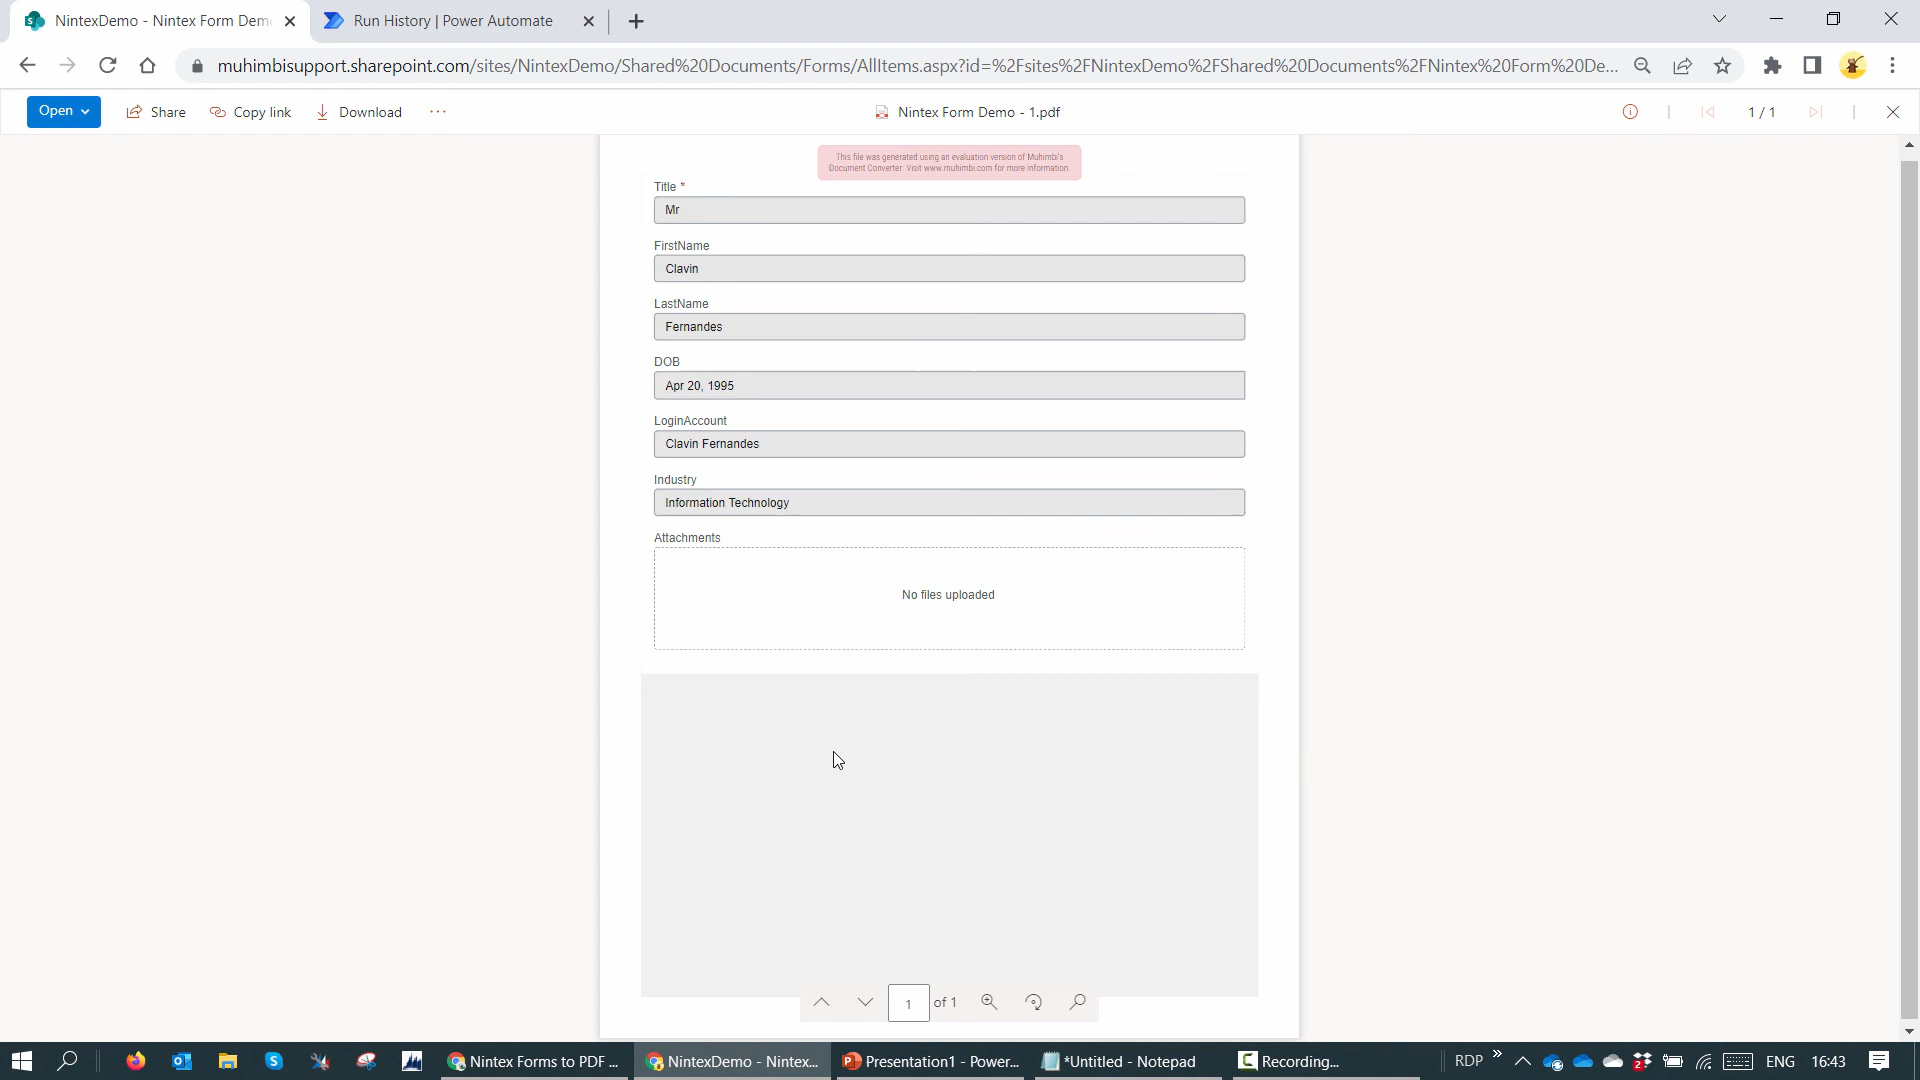 NintexDemo - Nintex Form Dem
Run History | Power Automate
muhimbisupport.sharepoint.com/sites/NintexDemo/Shared%20Documents/Forms/AllItems.aspx?id=%2Fsites%2FNintexDemo%2FShared%20Documents%2FNintex%20Form%20De...
Open
Share
Copy link
Download
...
Nintex Form Demo - 1.pdf
1 / 1
This file was generated using an evaluation version of Muhimbi's
Document Converter. Visit www.muhimbi.com for more information.
Title *
Mr
FirstName
Clavin
LastName
Fernandes
DOB
Apr 20, 1995
LoginAccount
Clavin Fernandes
Industry
Information Technology
Attachments
No files uploaded
1 of 1
Nintex Forms to PDF ...
NintexDemo - Nintex...
Presentation1 - Power...
*Untitled - Notepad
Recording...
RDP
2
ENG
16:43